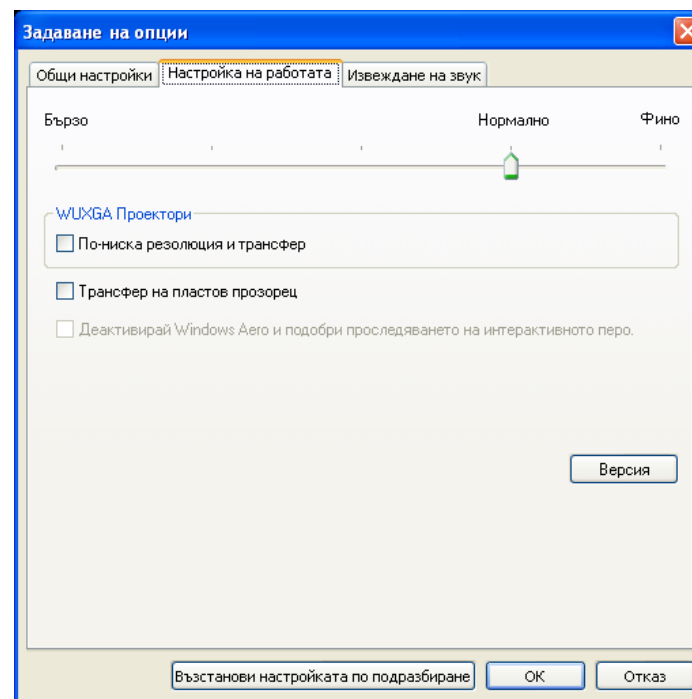 Задаване на опции
Общи настройки Настройка на работата Извеждане на звук
Бързо Нормално Фино
WUXGA Проектори
По-ниска резолюция и трансфер
Трансфер на пластов прозорец
Деактивирай Windows Aero и подобри проследяването на интерактивното перо.
Версия
Възстанови настройката по подразбиране OK Отказ